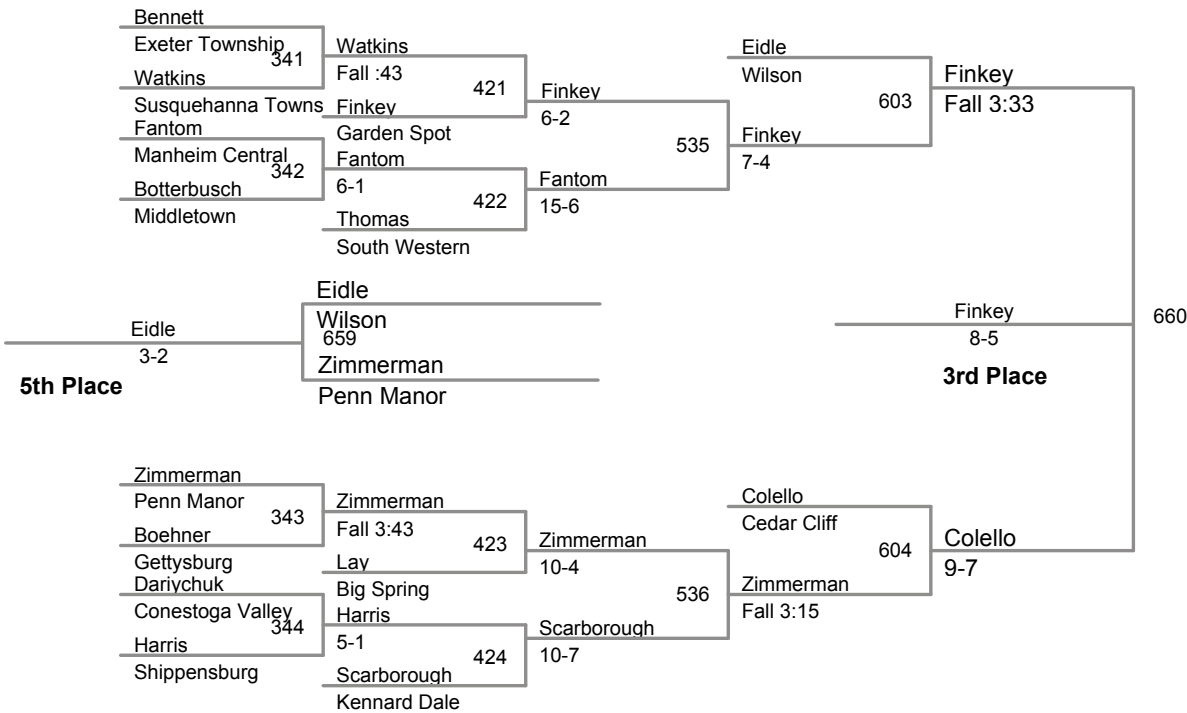 Bennett
Exeter Township
341
Watkins
Susquehanna Towns
Fantom
Manheim Central
342
Botterbusch
Middletown
Watkins
Fall :43
421
Finkey
Garden Spot
Fantom
6-1
422
Thomas
South Western
Finkey
6-2
535
Fantom
15-6
Eidle
Wilson
603
Finkey
7-4
Finkey
Fall 3:33
Eidle
Wilson
659
Zimmerman
Penn Manor
Eidle
3-2
5th Place
Finkey
8-5
3rd Place
660
Zimmerman
Penn Manor
343
Boehner
Gettysburg
Dariychuk
Conestoga Valley
344
Harris
Shippensburg
Zimmerman
Fall 3:43
423
Lay
Big Spring
Harris
5-1
424
Scarborough
Kennard Dale
Zimmerman
10-4
536
Scarborough
10-7
Colello
Cedar Cliff
604
Zimmerman
Fall 3:15
Colello
9-7